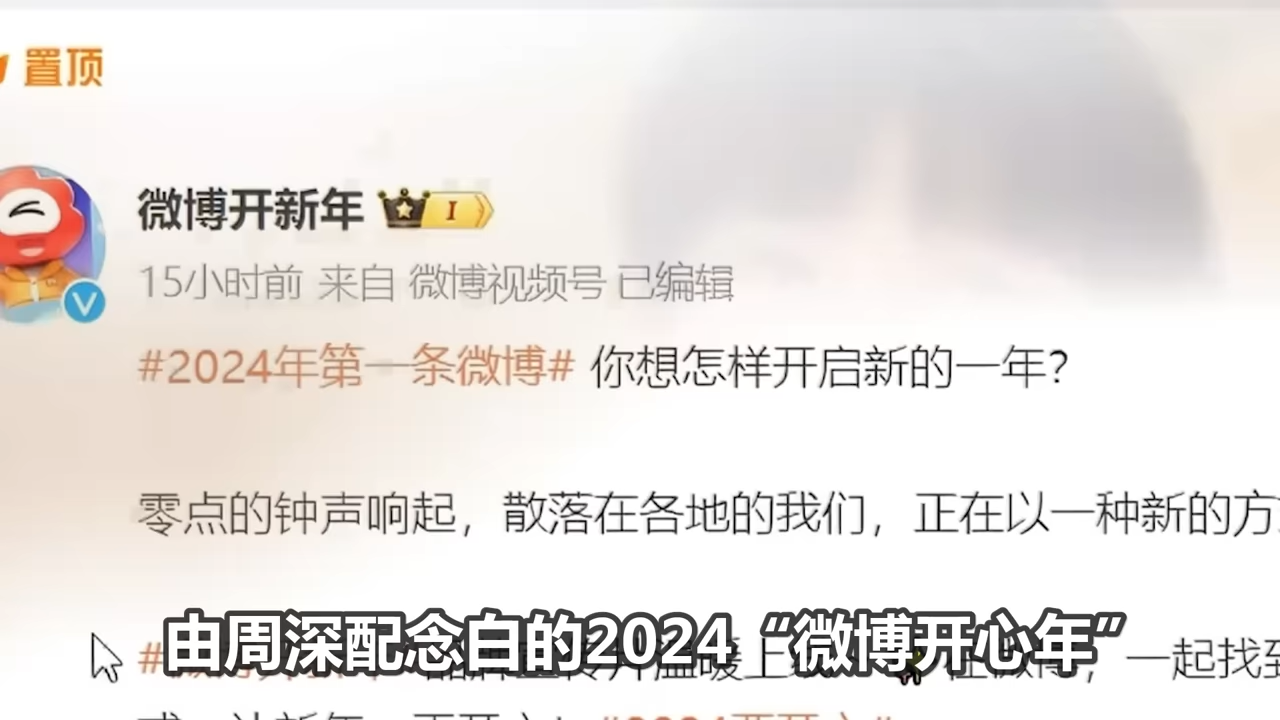 置顶
微博开新年 I
15小时前 来自 微博视频号 已编辑
#2024年第一条微博# 你想怎样开启新的一年？
零点的钟声响起，散落在各地的我们，正在以一种新的方
由周深配念白的2024“微博开心年”
一起找到